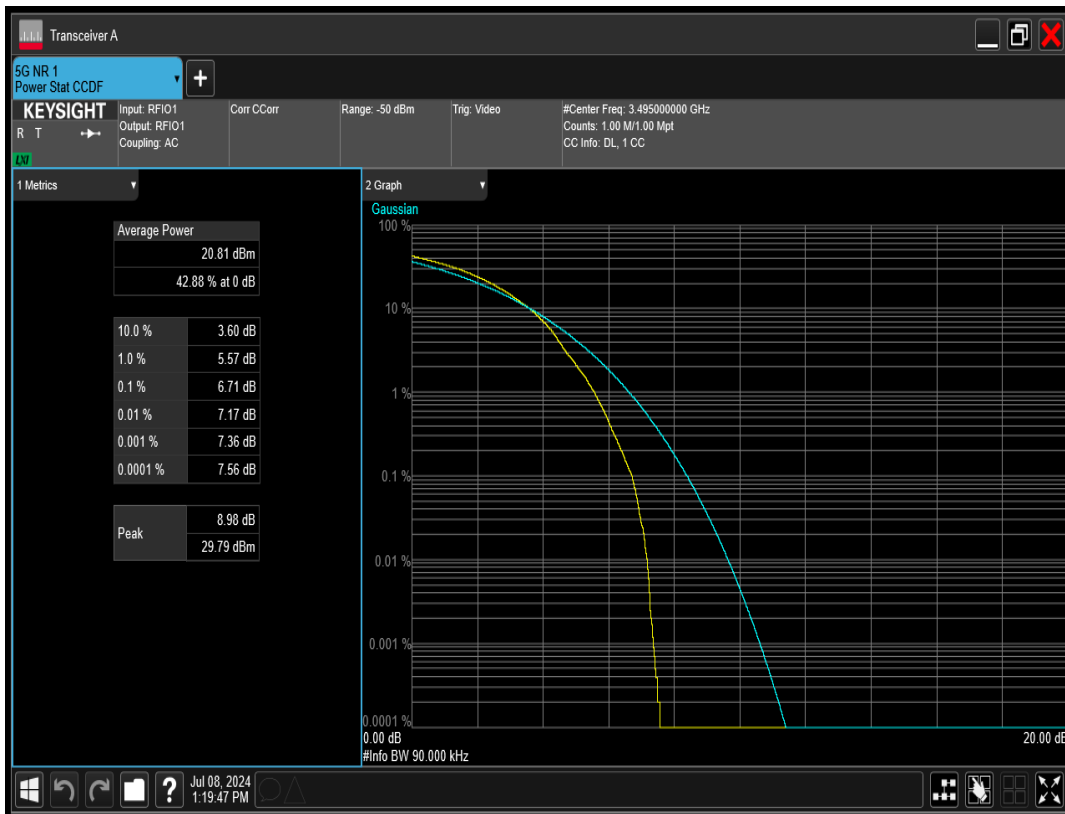 Transceiver A
5G NR 1
Power Stat CCDF
+
KEYSIGHT
R T
LXI
Input: RFIO1
Output: RFIO1
Coupling: AC
Corr CCorr
Range: -50 dBm
Trig: Video
#Center Freq: 3.495000000 GHz
Counts: 1.00 M/1.00 Mpt
CC Info: DL, 1 CC
1 Metrics
Average Power
20.81 dBm
42.88 % at 0 dB
10.0 % 3.60 dB
1.0 % 5.57 dB
0.1 % 6.71 dB
0.01 % 7.17 dB
0.001 % 7.36 dB
0.0001 % 7.56 dB
Peak
8.98 dB
29.79 dBm
2 Graph
Gaussian
100 %
10 %
1 %
0.1 %
0.01 %
0.001 %
0.0001 %
0.00 dB
20.00 dB
#Info BW 90.000 kHz
?
Jul 08, 2024
1:19:47 PM